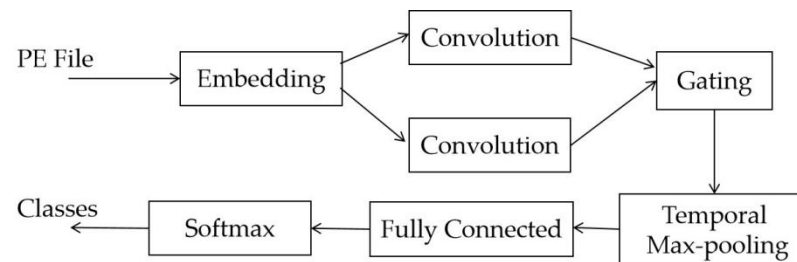 PE File
Embedding
Convolution
Convolution
Gating
Temporal
Max-pooling
Fully Connected
Softmax
Classes